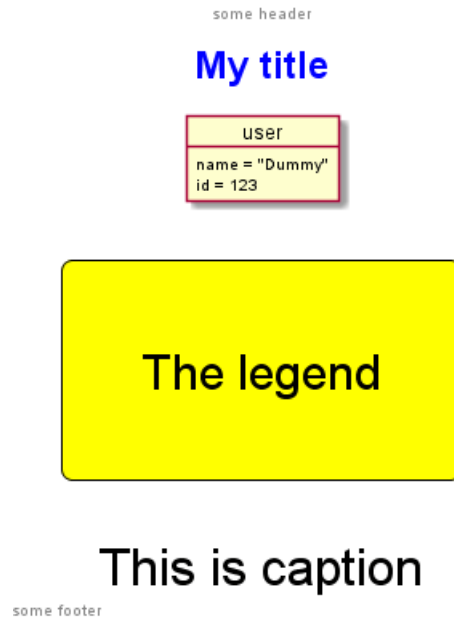 some header
My title
user
name = "Dummy"
id = 123
The legend
This is caption
some footer